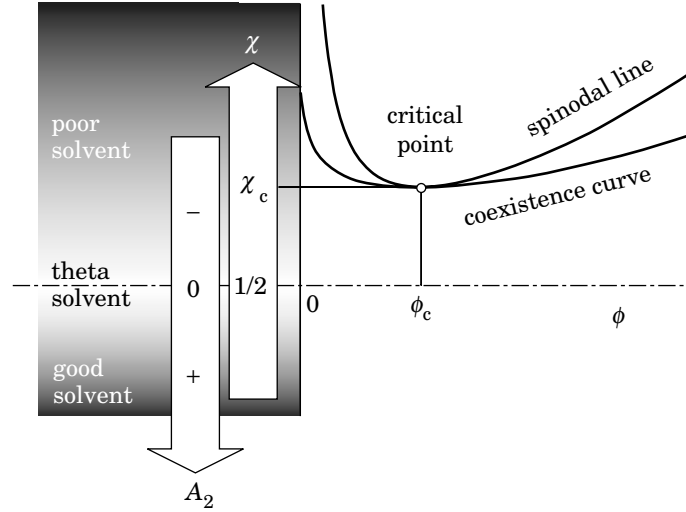 χ
poor
solvent
critical
point
spinodal line
χc
coexistence curve
−
theta
solvent
0
1/2
0
ϕc
ϕ
good
solvent
+
A2